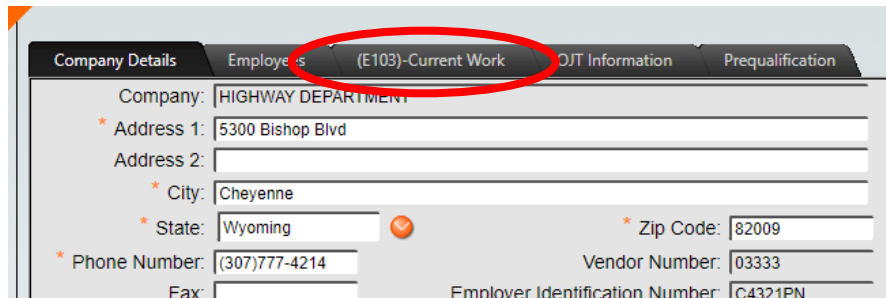 Company Details Employees (E103)-Current Work OJT Information Prequalification
Company: HIGHWAY DEPARTMENT
* Address 1: 5300 Bishop Blvd
Address 2:
* City: Cheyenne
* State: Wyoming * Zip Code: 82009
* Phone Number: (307)777-4214 Vendor Number: 03333
Fax: Employer Identification Number: C4321PN